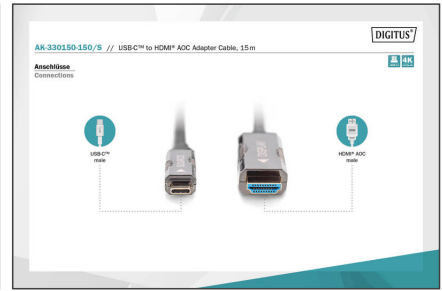 DIGITUS®
AK-330150-150/S // USB-C™ to HDMI® AOC Adapter Cable, 15 m
4K
Anschlüsse
Connections
USB-C™
male
HDMI® AOC
male